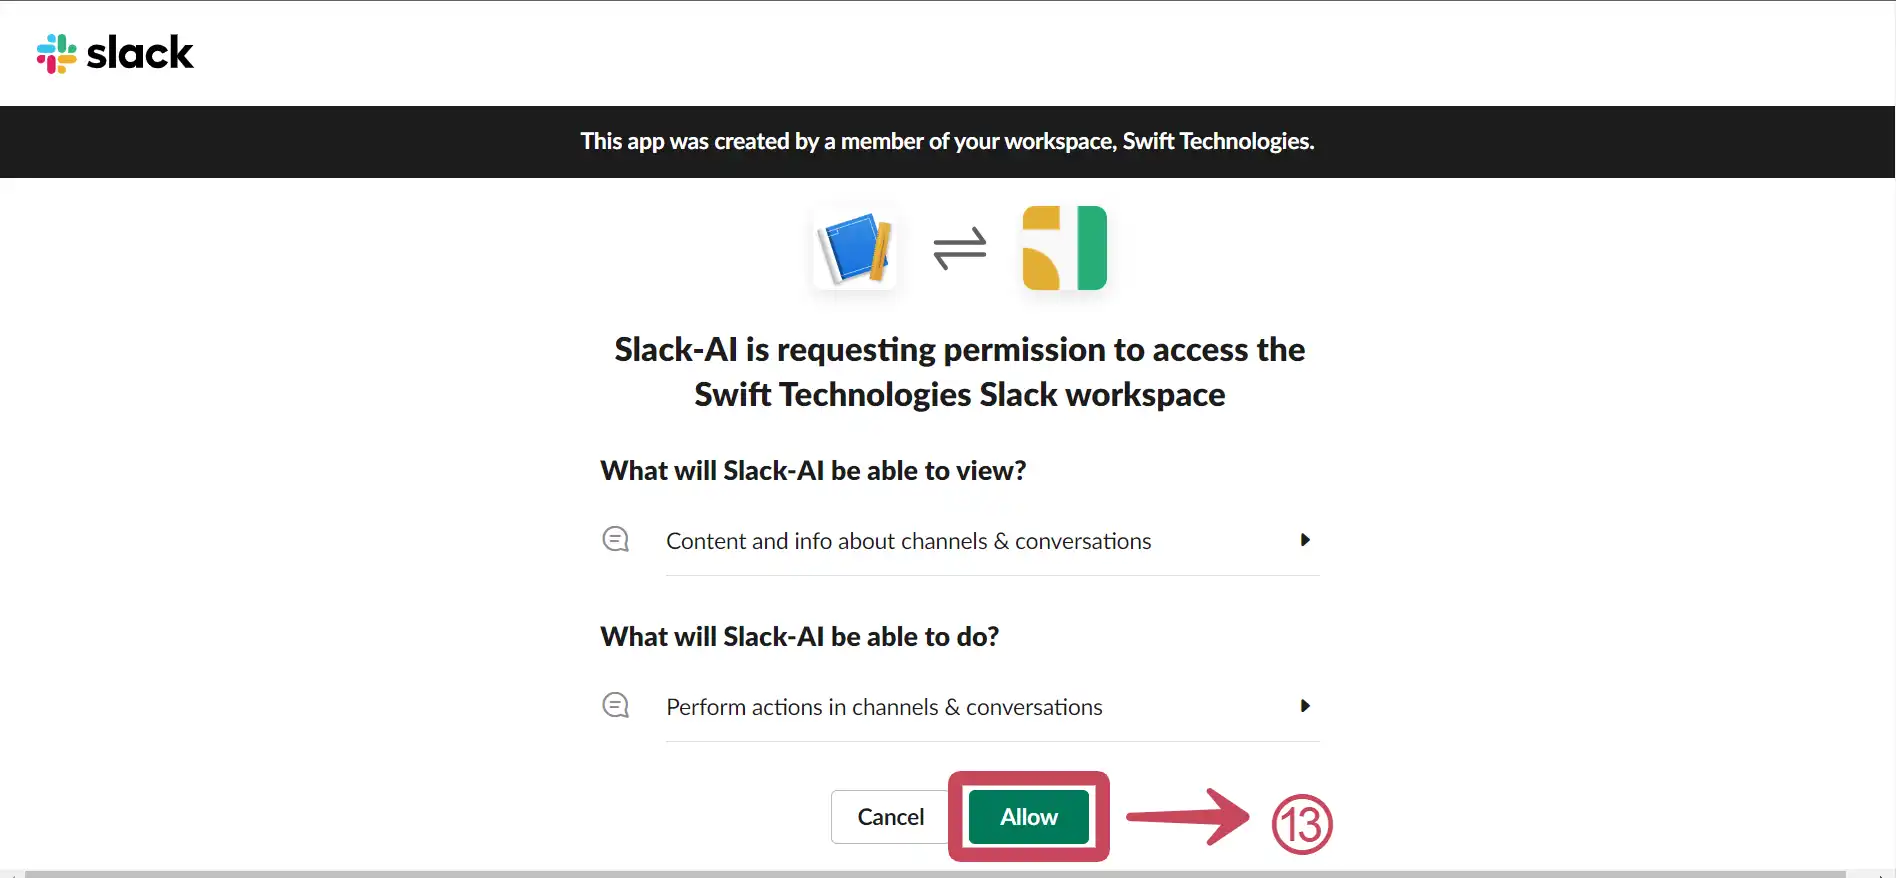 slack
This app was created by a member of your workspace, Swift Technologies.
Slack-AI is requesting permission to access the
Swift Technologies Slack workspace
What will Slack-AI be able to view?
Content and info about channels & conversations
What will Slack-AI be able to do?
Perform actions in channels & conversations
Cancel Allow 13